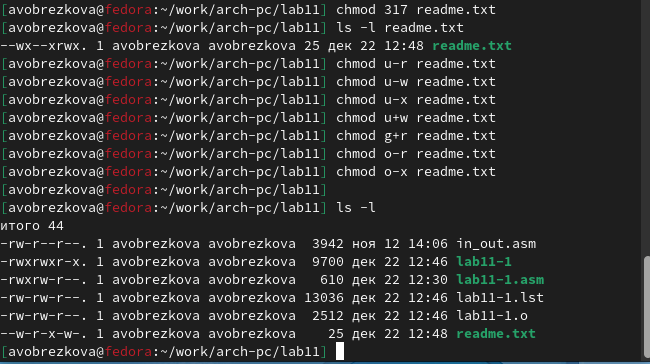 [avobrezkova@fedora:~/work/arch-pc/lab11] chmod 317 readme.txt
[avobrezkova@fedora:~/work/arch-pc/lab11] ls -l readme.txt
--wx--xrwx. 1 avobrezkova avobrezkova 25 дек 22 12:48 readme.txt
[avobrezkova@fedora:~/work/arch-pc/lab11] chmod u-r readme.txt
[avobrezkova@fedora:~/work/arch-pc/lab11] chmod u-w readme.txt
[avobrezkova@fedora:~/work/arch-pc/lab11] chmod u-x readme.txt
[avobrezkova@fedora:~/work/arch-pc/lab11] chmod u+w readme.txt
[avobrezkova@fedora:~/work/arch-pc/lab11] chmod g+r readme.txt
[avobrezkova@fedora:~/work/arch-pc/lab11] chmod o-r readme.txt
[avobrezkova@fedora:~/work/arch-pc/lab11] chmod o-x readme.txt
[avobrezkova@fedora:~/work/arch-pc/lab11]
[avobrezkova@fedora:~/work/arch-pc/lab11] ls -l
итого 44
-rw-r--r--. 1 avobrezkova avobrezkova  3942 ноя 12 14:06 in_out.asm
-rwxrwxr-x. 1 avobrezkova avobrezkova  9700 дек 22 12:46 lab11-1
-rwxrw-r--. 1 avobrezkova avobrezkova   610 дек 22 12:30 lab11-1.asm
-rw-rw-r--. 1 avobrezkova avobrezkova 13036 дек 22 12:46 lab11-1.lst
-rw-rw-r--. 1 avobrezkova avobrezkova  2512 дек 22 12:46 lab11-1.o
--w-r-x-w-. 1 avobrezkova avobrezkova    25 дек 22 12:48 readme.txt
[avobrezkova@fedora:~/work/arch-pc/lab11]